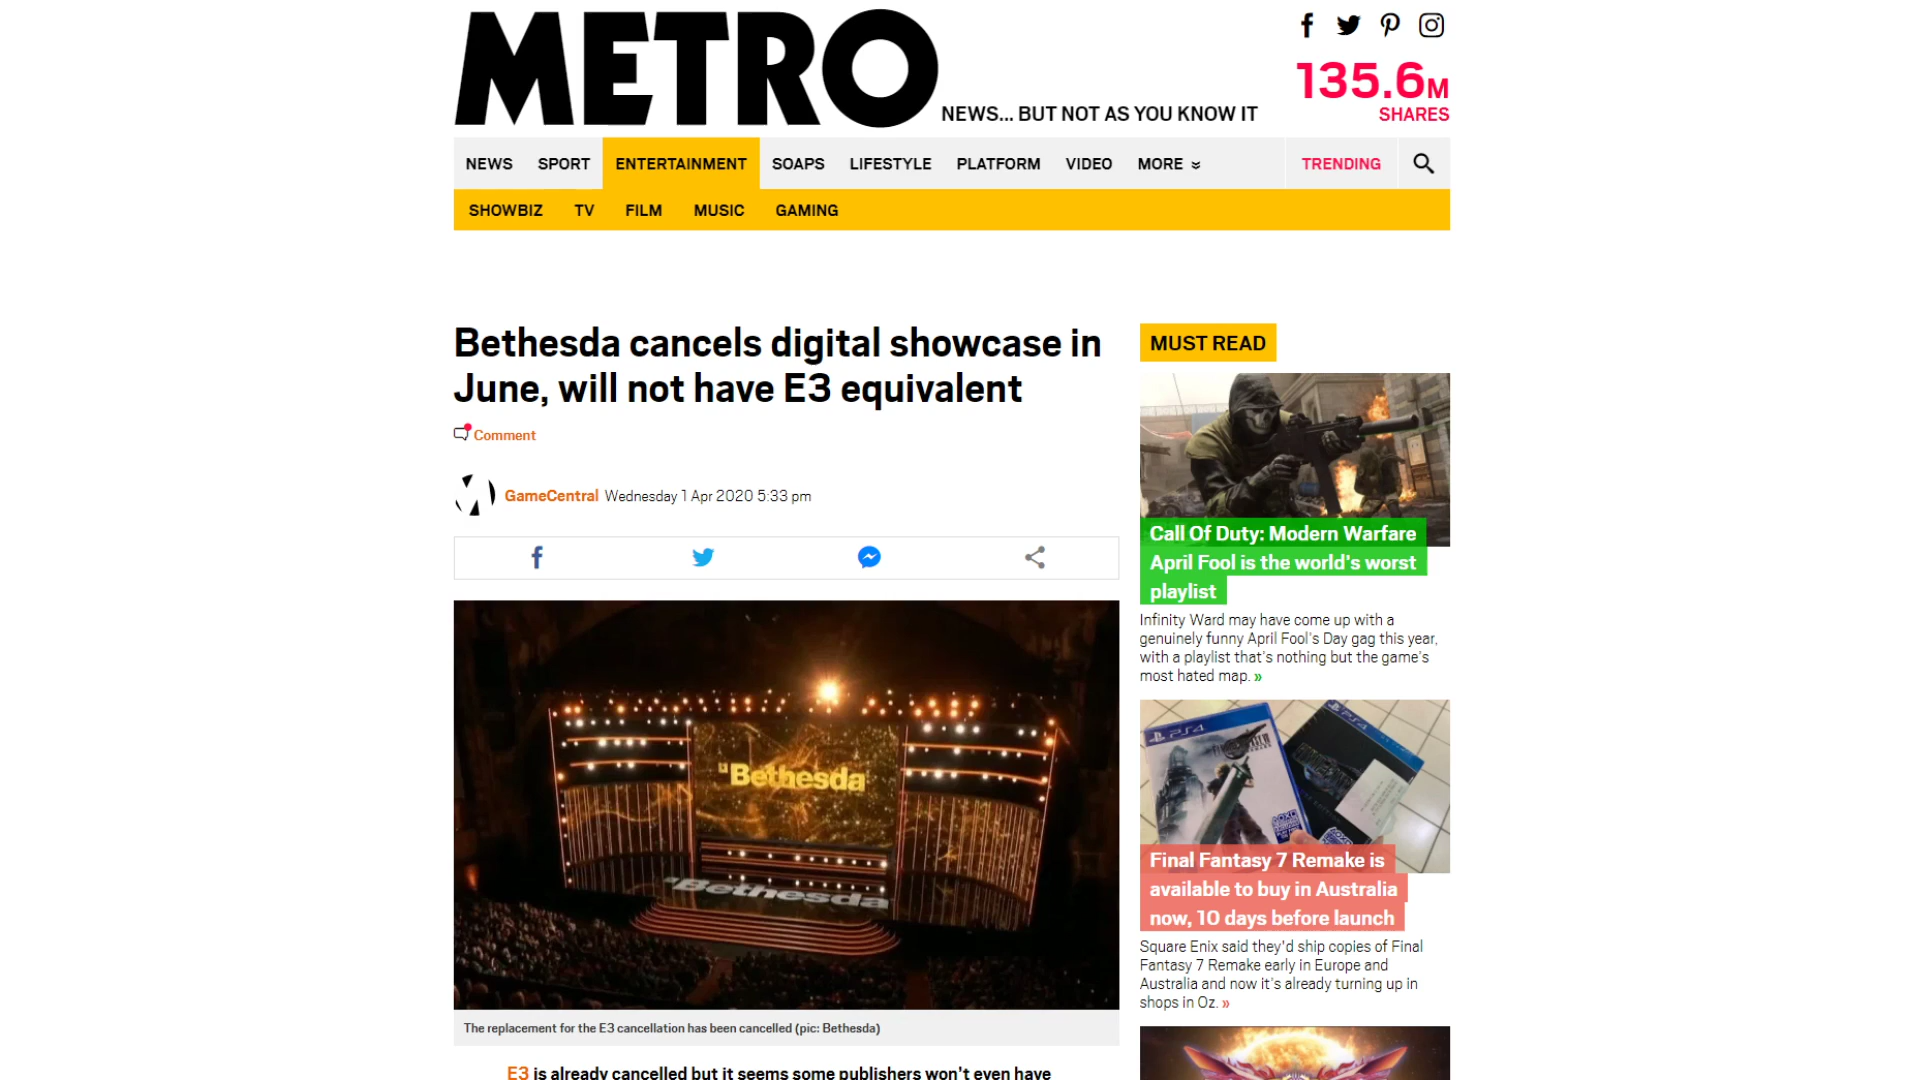 METRO
NEWS... BUT NOT AS YOU KNOW IT
135.6M
SHARES
NEWS SPORT ENTERTAINMENT SOAPS LIFESTYLE PLATFORM VIDEO MORE TRENDING
SHOWBIZ TV FILM MUSIC GAMING
Bethesda cancels digital showcase in
June, will not have E3 equivalent
Comment
GameCentral Wednesday 1 Apr 2020 5:33 pm
Bethesda
Bethesda
The replacement for the E3 cancellation has been cancelled (pic: Bethesda)
E3 is already cancelled but it seems some publishers won't even have
MUST READ
Call Of Duty: Modern Warfare
April Fool is the world's worst
playlist
Infinity Ward may have come up with a
genuinely funny April Fool's Day gag this year,
with a playlist that's nothing but the game's
most hated map. »
PS4
PS4
Final Fantasy 7 Remake is
available to buy in Australia
now, 10 days before launch
Square Enix said they'd ship copies of Final
Fantasy 7 Remake early in Europe and
Australia and now it's already turning up in
shops in Oz. »